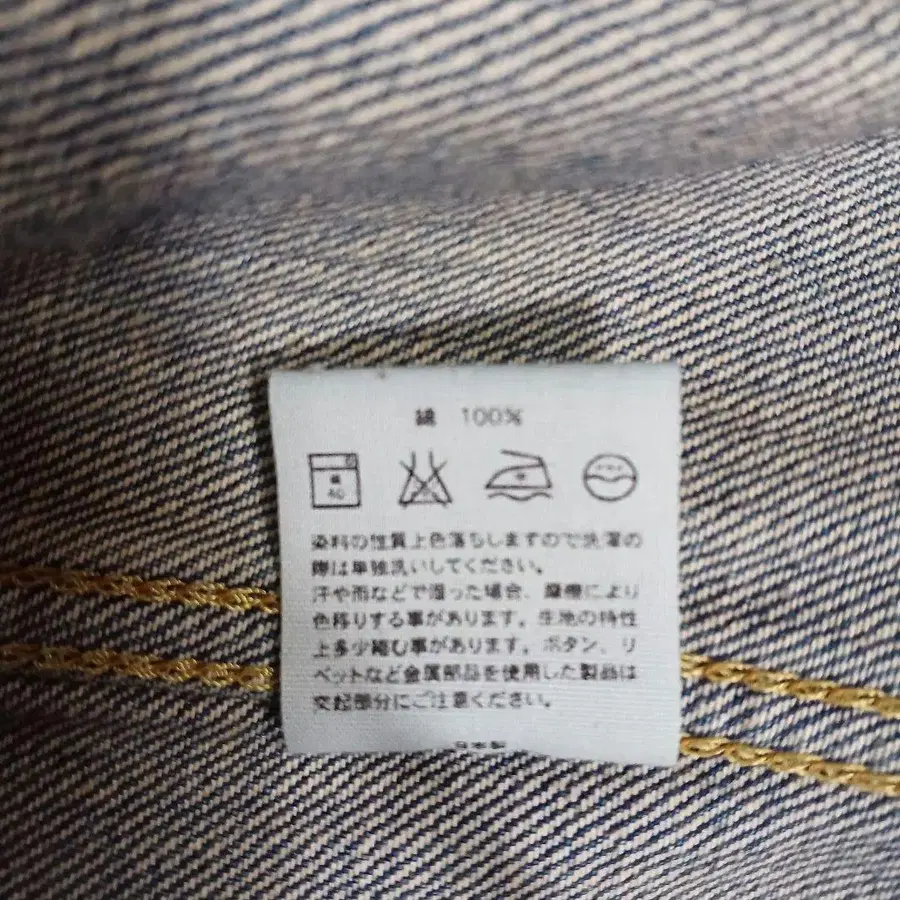 綿 100%
40
染料の性質上色落ちしますので洗濯の
際は単独洗いしてください。
汗や雨などで湿った場合、摩擦により
色移りする事があります。生地の特性
上多少縮む事があります。ボタン、リ
ベットなど金属部品を使用した製品は
突起部分にご注意ください。
日本製